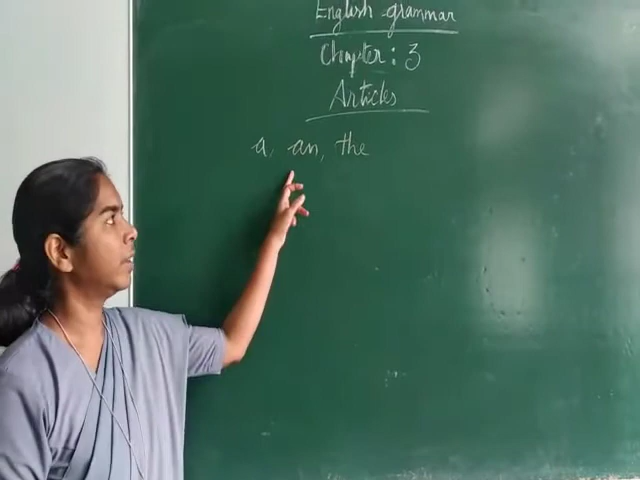 English grammar
Chapter: 3
Articles
a, an, the